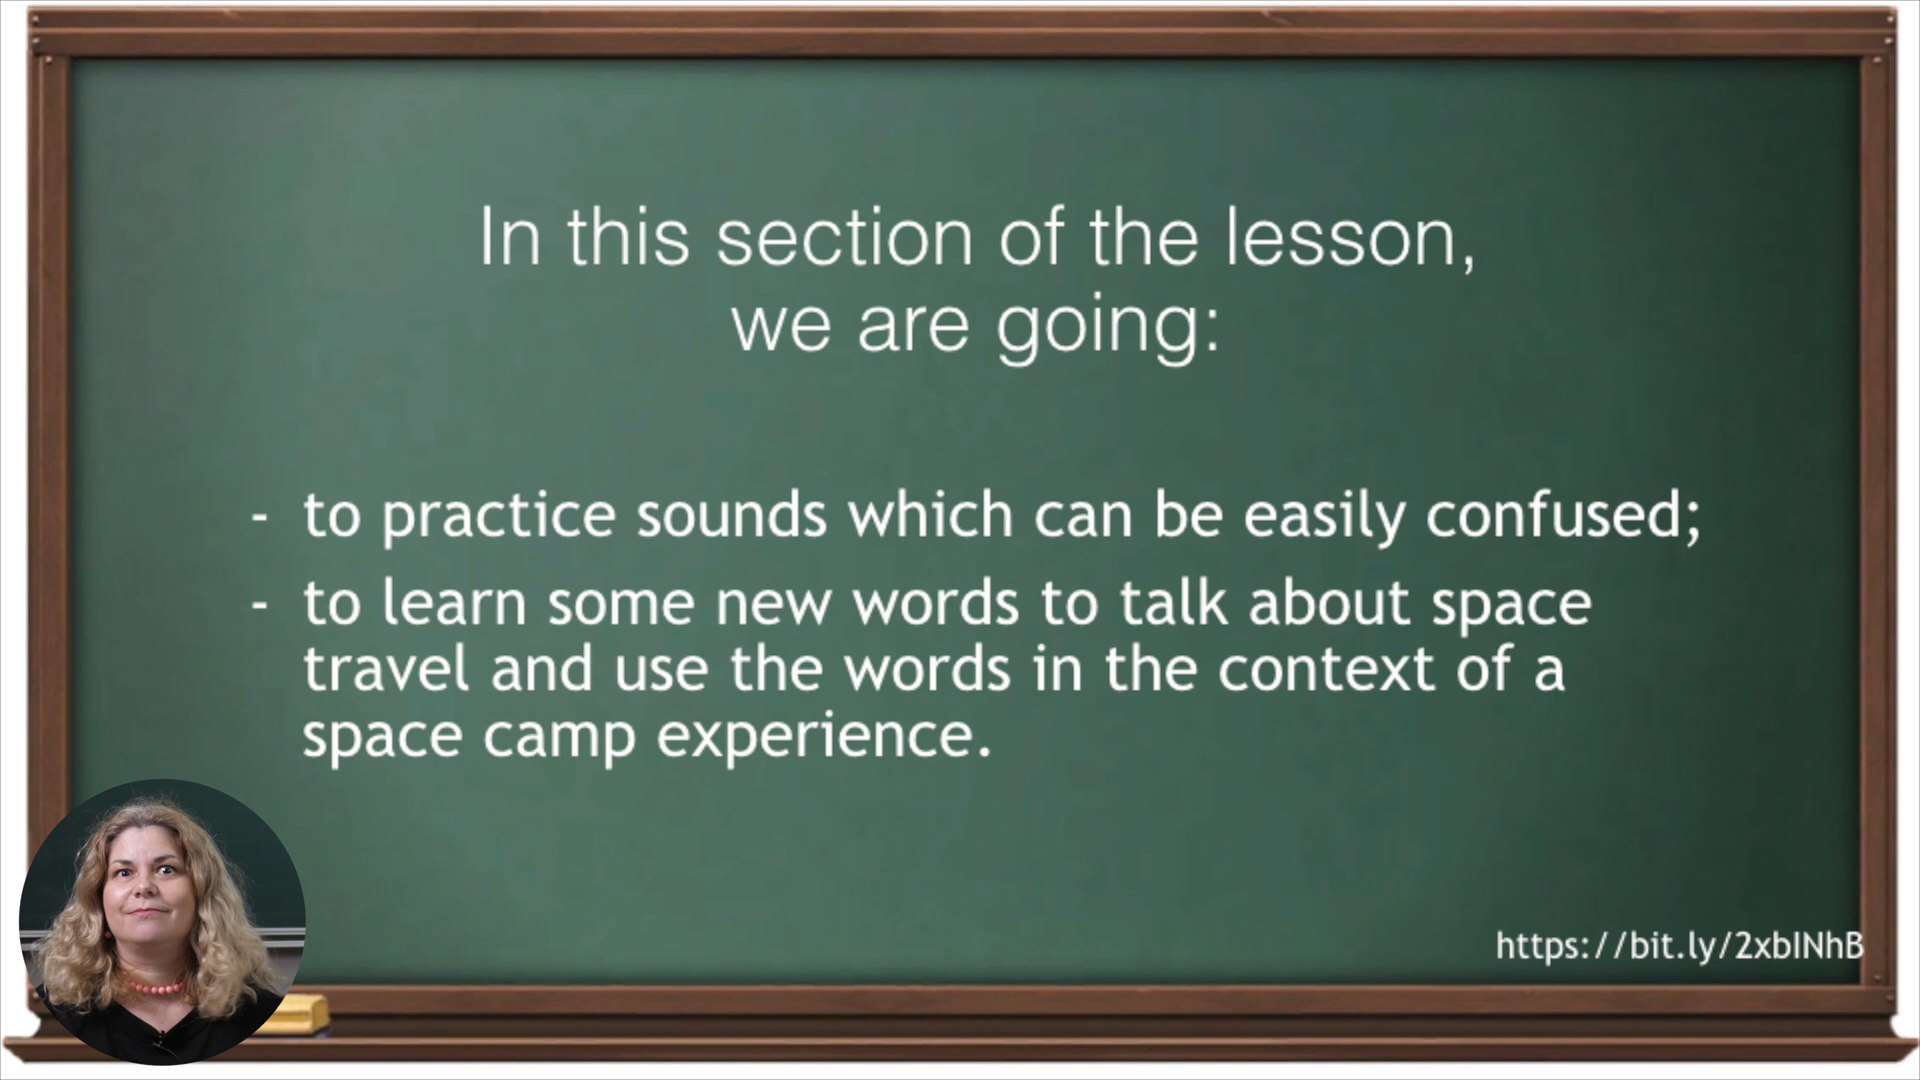 In this section of the lesson,
we are going:
- to practice sounds which can be easily confused;
- to learn some new words to talk about space
travel and use the words in the context of a
space camp experience.
https://bit.ly/2xbINhB